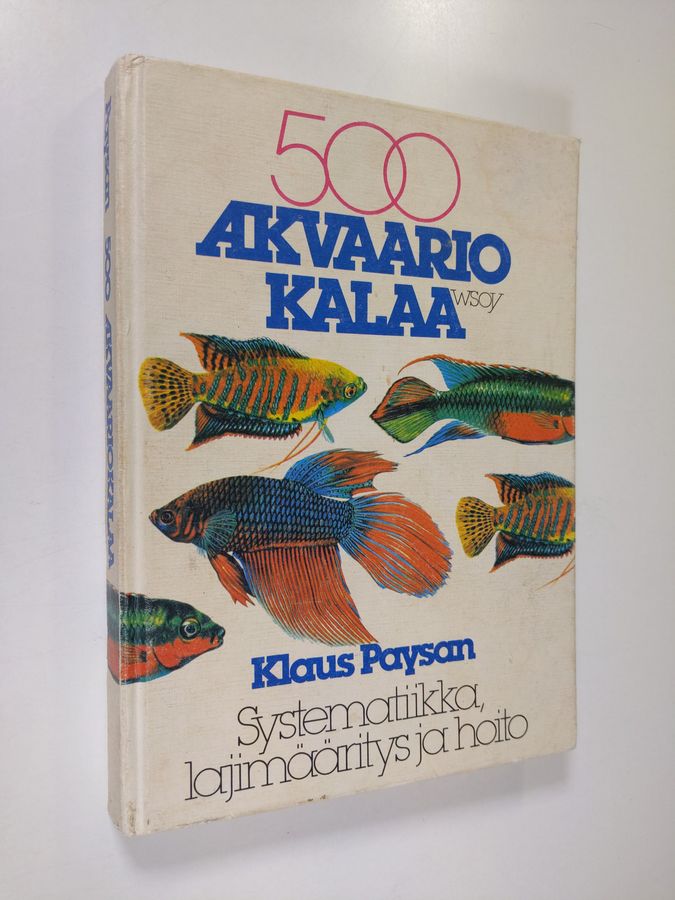 500
AKVAARIO
KALAA
wsoy
Klaus Paysan
Systematiikka,
lajimääritys ja hoito
Paysan 500 AKVAARIOKALAA